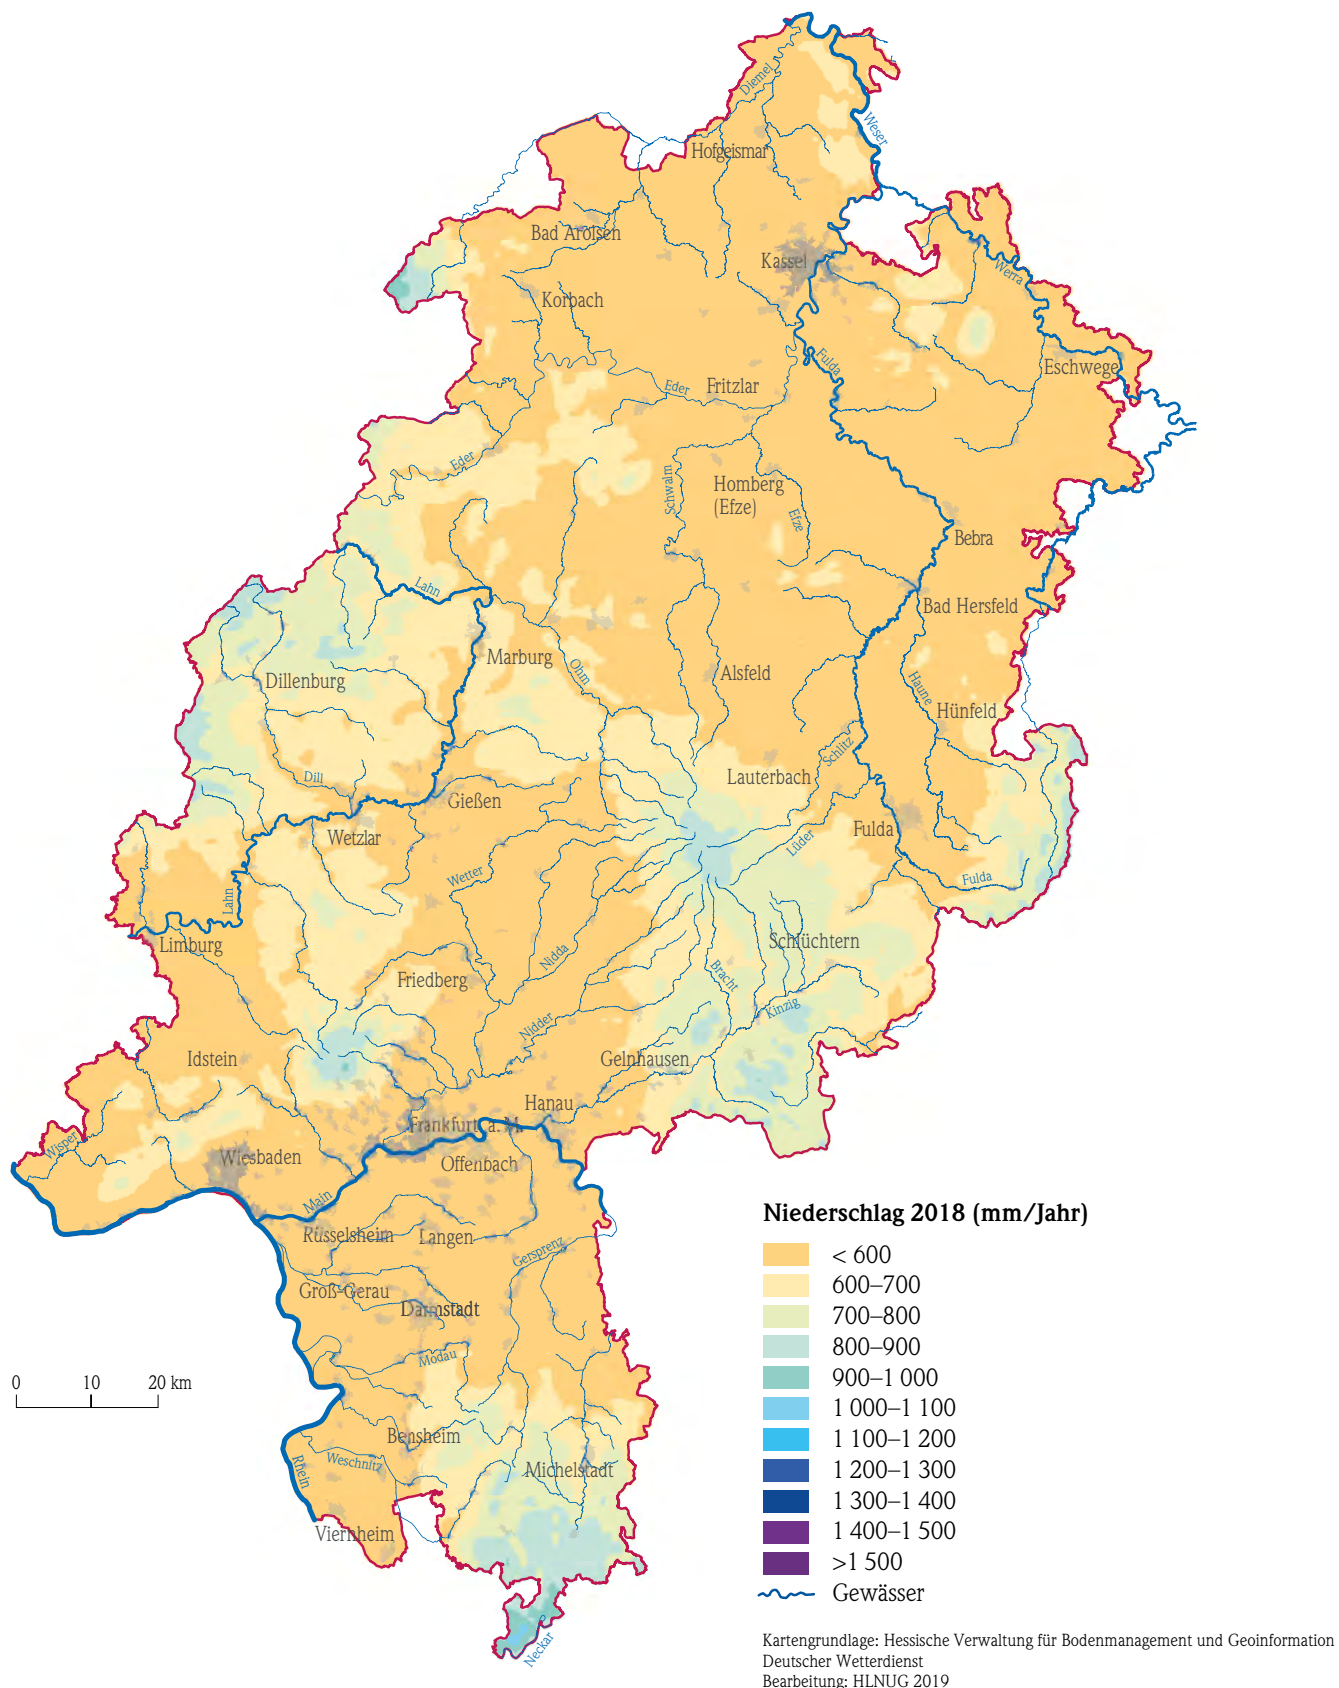 Diemel
Weser
Hofgeismar
Bad Arolsen
Kassel
Werra
Korbach
Fulda
Eschwege
Eder
Fritzlar
Eder
Schwalm
Homberg
(Efze)
Efze
Bebra
Lahn
Bad Hersfeld
Marburg
Ohm
Alsfeld
Dillenburg
Haune
Hünfeld
Schlitz
Lauterbach
Dill
Gießen
Wetzlar
Fulda
Lüder
Wetter
Fulda
Lahn
Limburg
Schlüchtern
Nidda
Friedberg
Bracht
Kinzig
Nidder
Idstein
Gelnhausen
Hanau
Frankfurt a. M.
Wisper
Wiesbaden
Offenbach
Main
Rüsselsheim
Langen
Gersprenz
Groß-Gerau
Darmstadt
Modau
Bensheim
Weschnitz
Rhein
Michelstadt
Viernheim
Neckar
0 10 20 km
Niederschlag 2018 (mm/Jahr)
< 600
600–700
700–800
800–900
900–1 000
1 000–1 100
1 100–1 200
1 200–1 300
1 300–1 400
1 400–1 500
>1 500
Gewässer
Kartengrundlage: Hessische Verwaltung für Bodenmanagement und Geoinformation
Deutscher Wetterdienst
Bearbeitung: HLNUG 2019